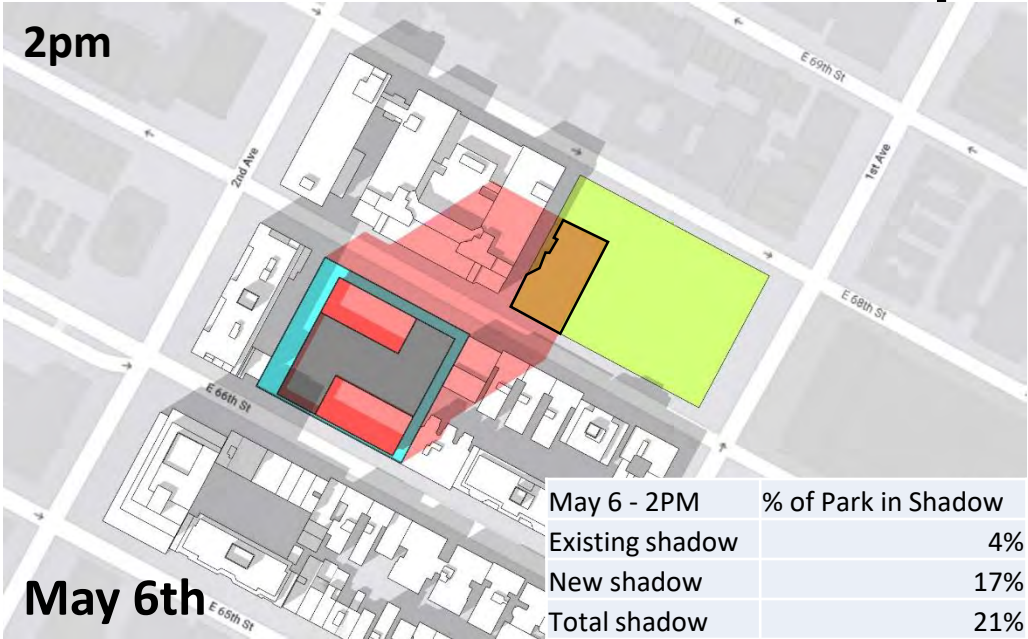 2pm
E 69th St
2nd Ave
1st Ave
E 68th St
E 66th St
E 65th St
May 6th
May 6 - 2PM % of Park in Shadow
Existing shadow 4%
New shadow 17%
Total shadow 21%